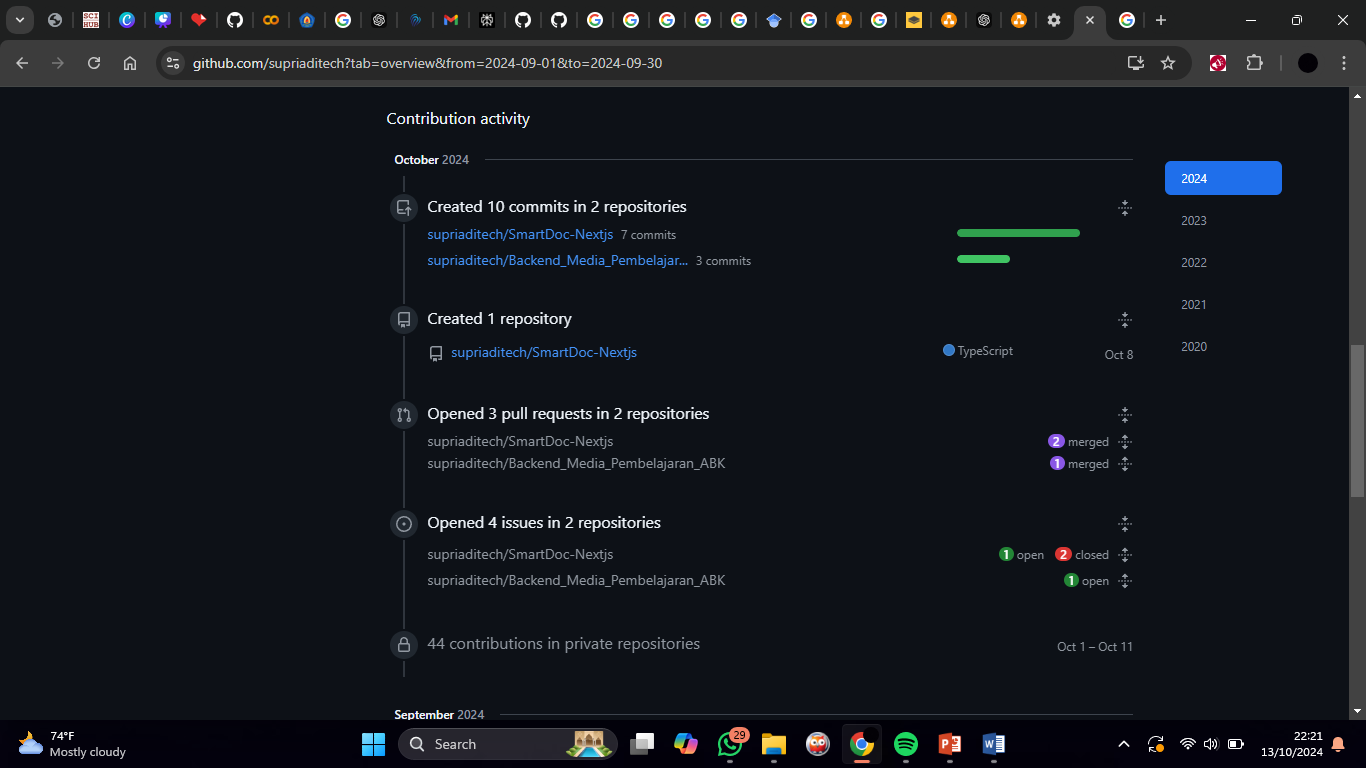 SCI
HUB
github.com/supriaditech?tab=overview&from=2024-09-01&to=2024-09-30
Contribution activity
October 2024
2024
2023
2022
2021
2020
Created 10 commits in 2 repositories
supriaditech/SmartDoc-Nextjs 7 commits
supriaditech/Backend_Media_Pembelajar... 3 commits
Created 1 repository
supriaditech/SmartDoc-Nextjs TypeScript Oct 8
Opened 3 pull requests in 2 repositories
supriaditech/SmartDoc-Nextjs 2 merged
supriaditech/Backend_Media_Pembelajaran_ABK 1 merged
Opened 4 issues in 2 repositories
supriaditech/SmartDoc-Nextjs 1 open 2 closed
supriaditech/Backend_Media_Pembelajaran_ABK 1 open
44 contributions in private repositories Oct 1 – Oct 11
September 2024
74°F
Mostly cloudy
Search
29
22:21
13/10/2024